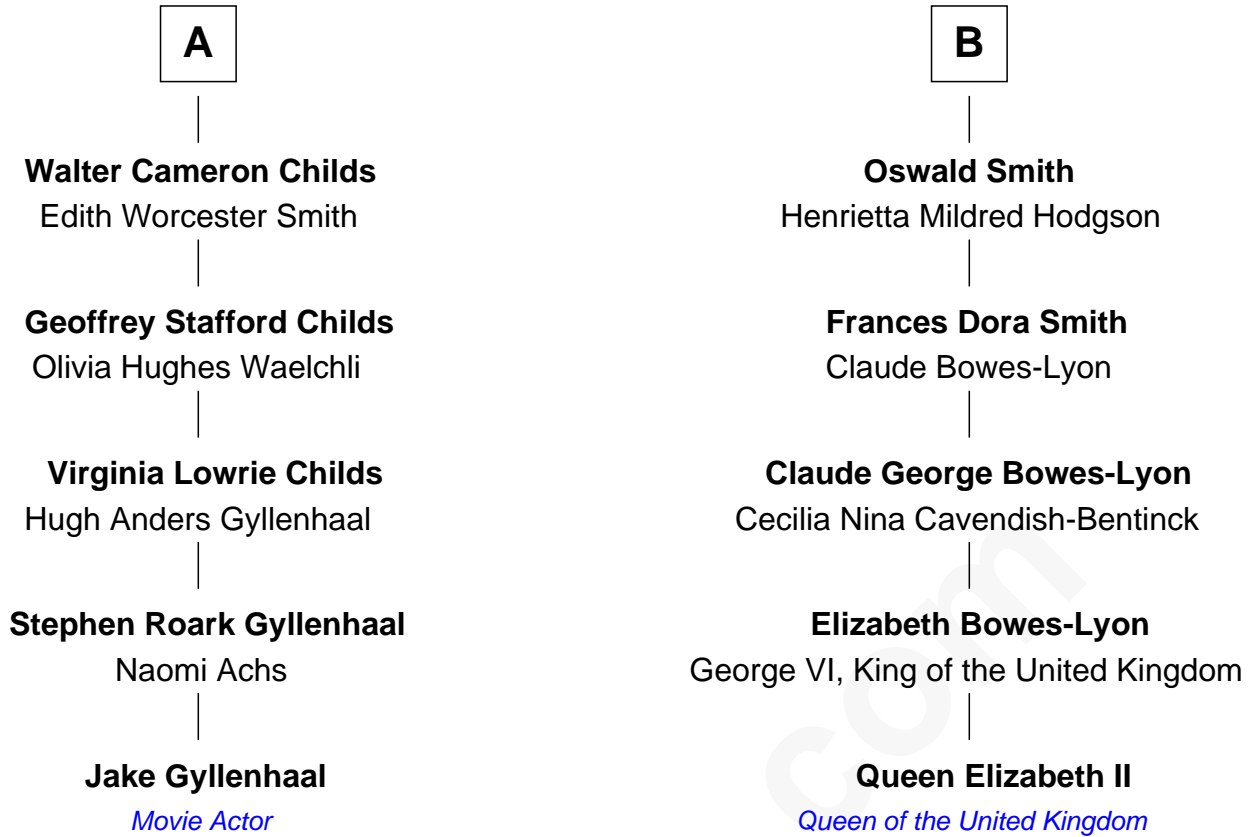 A
Walter Cameron Childs
Edith Worcester Smith
Geoffrey Stafford Childs
Olivia Hughes Waelchli
Virginia Lowrie Childs
Hugh Anders Gyllenhaal
Stephen Roark Gyllenhaal
Naomi Achs
Jake Gyllenhaal
Movie Actor
B
Oswald Smith
Henrietta Mildred Hodgson
Frances Dora Smith
Claude Bowes-Lyon
Claude George Bowes-Lyon
Cecilia Nina Cavendish-Bentinck
Elizabeth Bowes-Lyon
George VI, King of the United Kingdom
Queen Elizabeth II
Queen of the United Kingdom
com